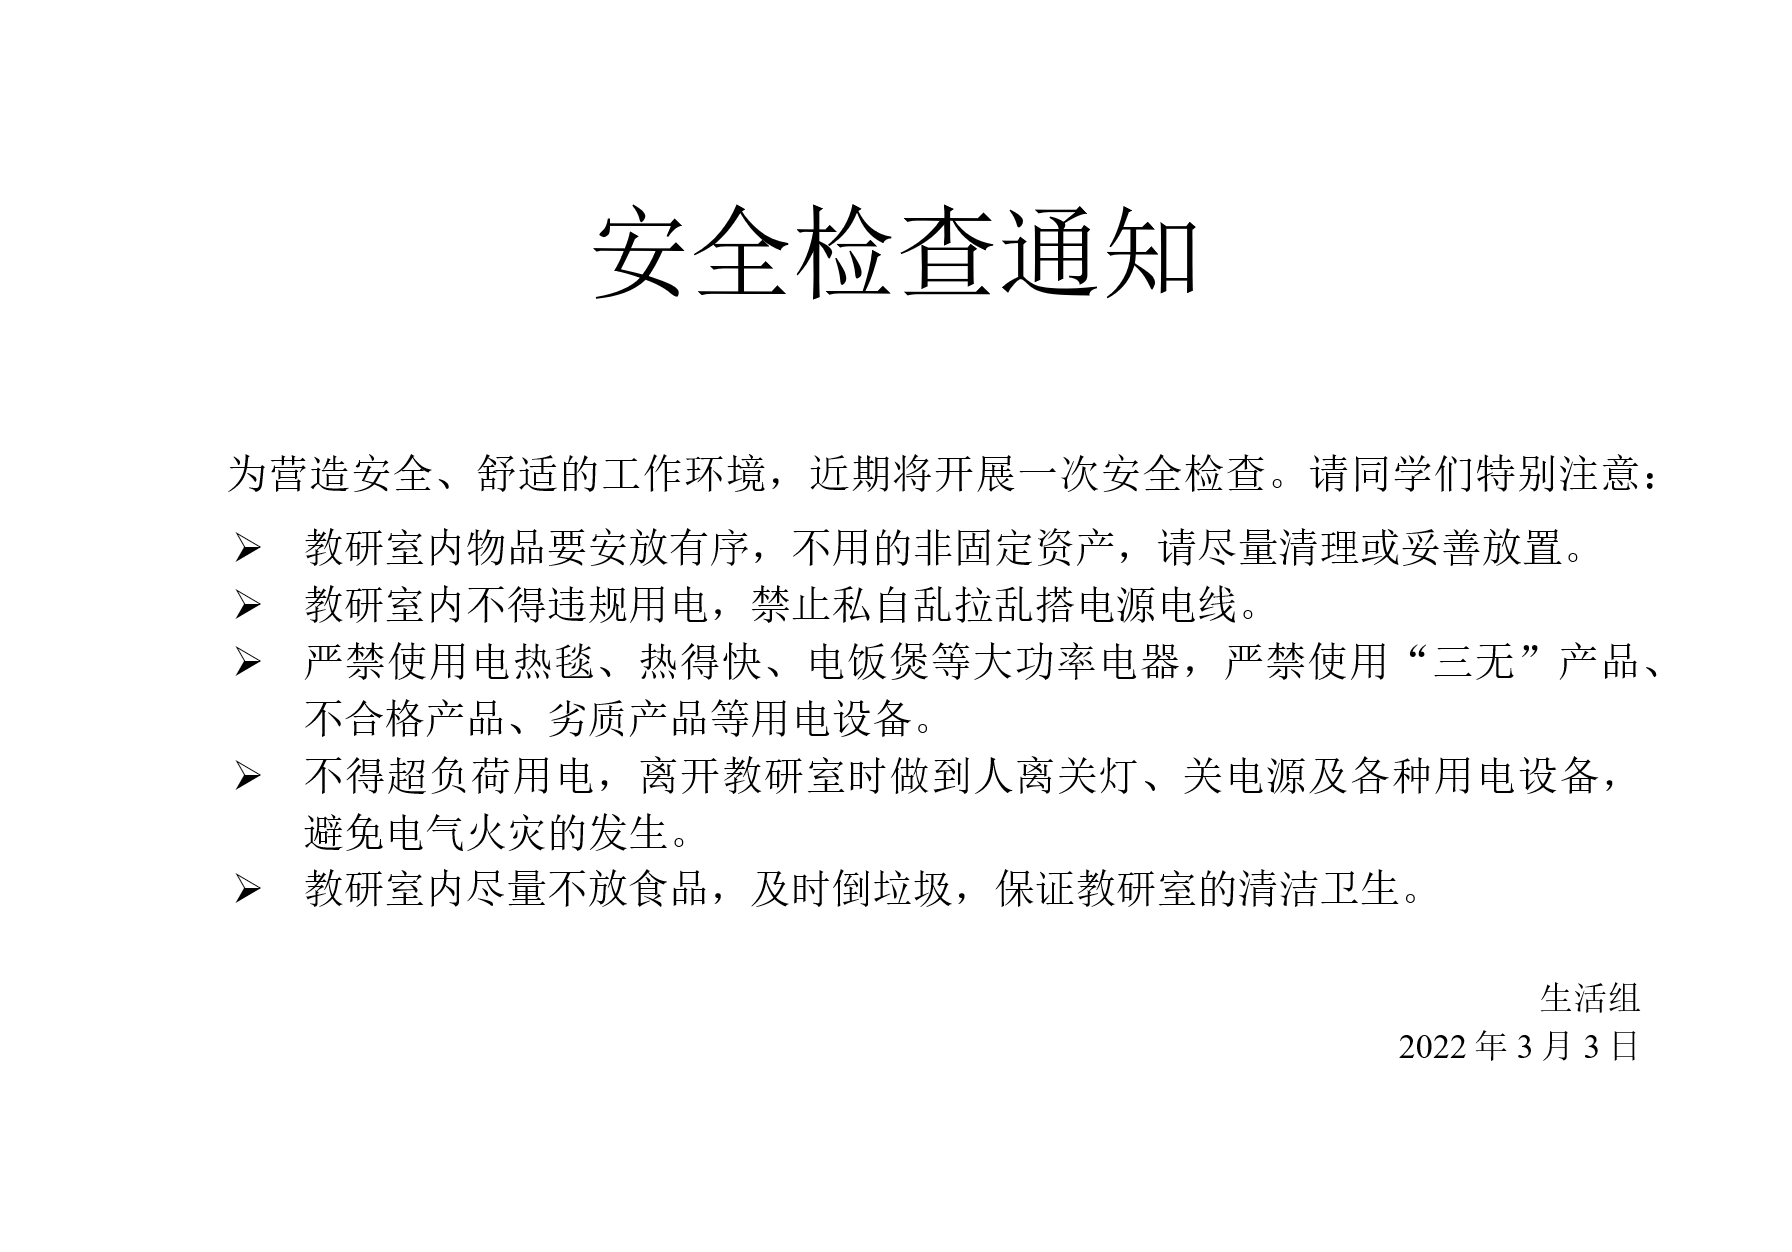 安全检查通知
为营造安全、舒适的工作环境，近期将开展一次安全检查。请同学们特别注意：
➢ 教研室内物品要安放有序，不用的非固定资产，请尽量清理或妥善放置。
➢ 教研室内不得违规用电，禁止私自乱拉乱搭电源电线。
➢ 严禁使用电热毯、热得快、电饭煲等大功率电器，严禁使用“三无”产品、
不合格产品、劣质产品等用电设备。
➢ 不得超负荷用电，离开教研室时做到人离关灯、关电源及各种用电设备，
避免电气火灾的发生。
➢ 教研室内尽量不放食品，及时倒垃圾，保证教研室的清洁卫生。
生活组
2022 年 3 月 3 日